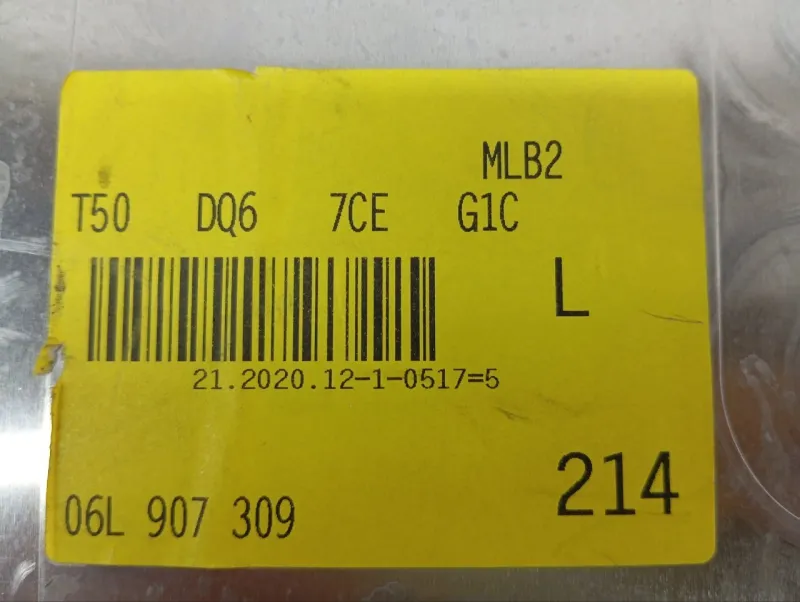 MLB2
T50 DQ6 7CE G1C
L
21.2020.12-1-0517=5
214
06L 907 309